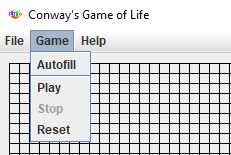 Conway's Game of Life
File Game Help
Autofill
Play
Stop
Reset